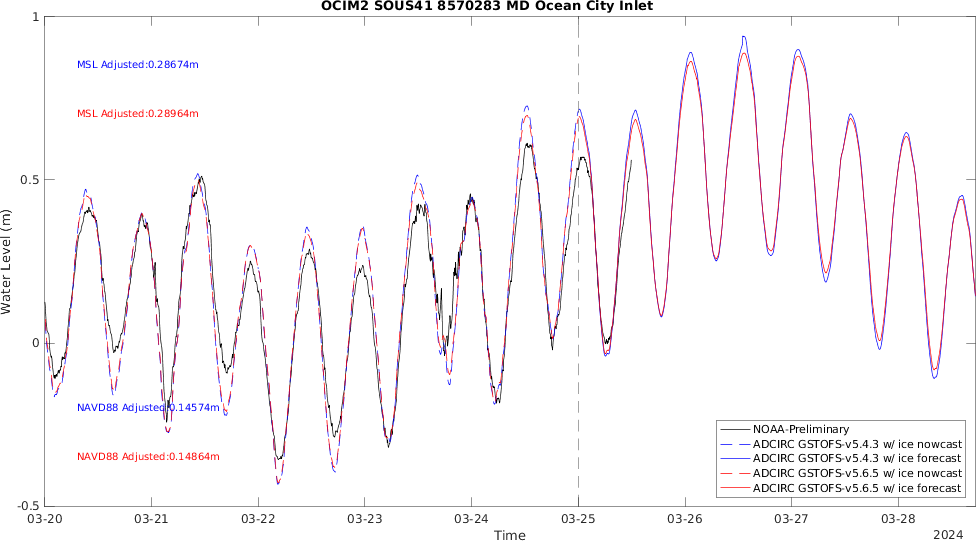 OCIM2 SOUS41 8570283 MD Ocean City Inlet
1
MSL Adjusted:0.28674m
MSL Adjusted:0.28964m
0.5
Water Level (m)
0
NAVD88 Adjusted:0.14574m
NAVD88 Adjusted:0.14864m
-0.5
NOAA-Preliminary
ADCIRC GSTOFS-v5.4.3 w/ ice nowcast
ADCIRC GSTOFS-v5.4.3 w/ ice forecast
ADCIRC GSTOFS-v5.6.5 w/ ice nowcast
ADCIRC GSTOFS-v5.6.5 w/ ice forecast
03-20 03-21 03-22 03-23 03-24 03-25 03-26 03-27 03-28
Time
2024